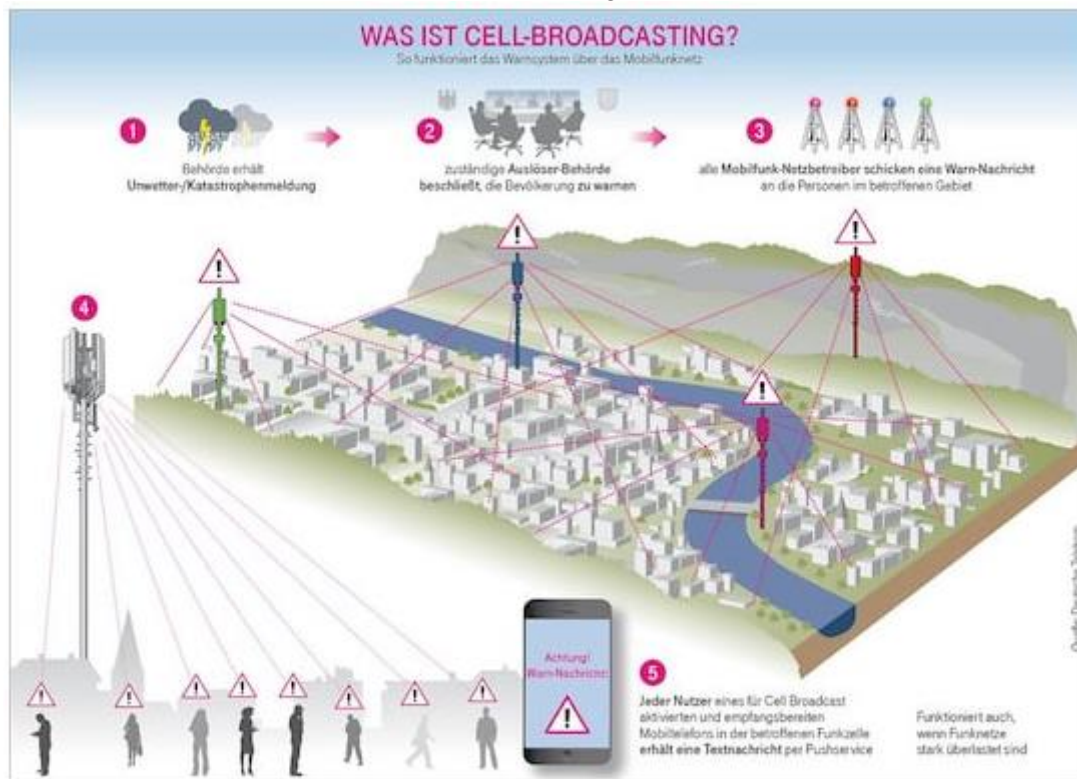 WAS IST CELL-BROADCASTING?
So funktioniert das Warnsystem über das Mobilfunknetz
1
Behörde erhält
Unwetter-/Katastrophenmeldung
2
zuständige Auslöser-Behörde
beschließt, die Bevölkerung zu warnen
3
alle Mobilfunk-Netzbetreiber schicken eine Warn-Nachricht
an die Personen im betroffenen Gebiet
4
Achtung!
Warn-Nachricht:
5
Jeder Nutzer eines für Cell Broadcast
aktivierten und empfangsbereiten
Mobiltelefons in der betroffenen Funkzelle
erhält eine Textnachricht per Pushservice
Funktioniert auch,
wenn Funknetze
stark überlastet sind
Quelle: Deutsche Telekom